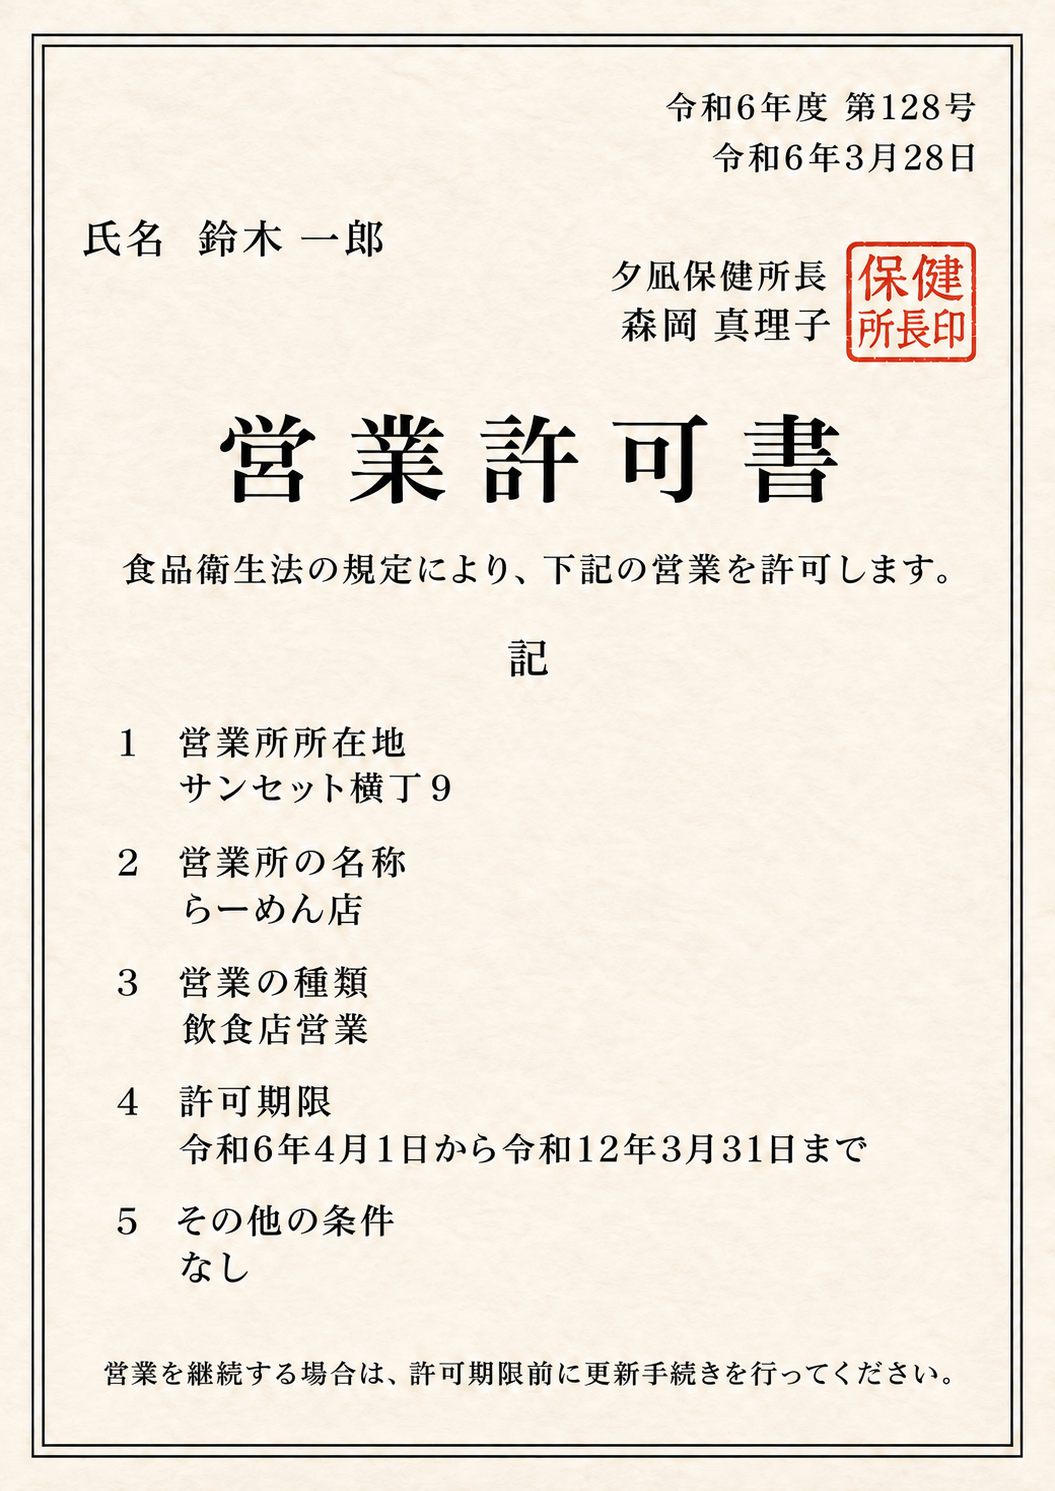 令和6年度 第128号
令和6年3月28日
氏名 鈴木 一郎
夕凪保健所長
森岡 真理子
保健
所長印
営業許可書
食品衛生法の規定により、下記の営業を許可します。
記
1 営業所所在地
サンセット横丁9
2 営業所の名称
らーめん店
3 営業の種類
飲食店営業
4 許可期限
令和6年4月1日から令和12年3月31日まで
5 その他の条件
なし
営業を継続する場合は、許可期限前に更新手続きを行ってください。